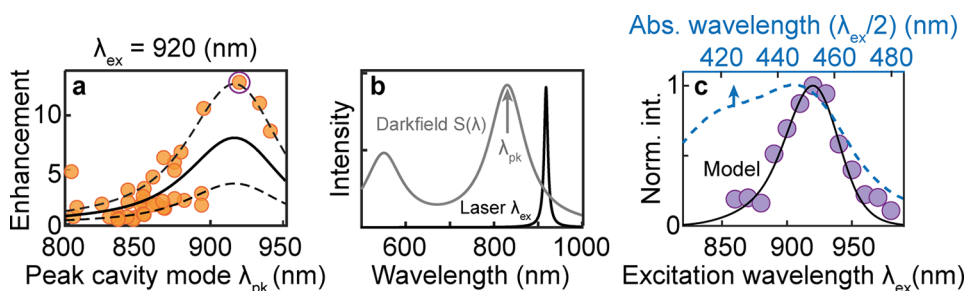 λex = 920 (nm)
a
Enhancement
10
5
0
800
850
900
950
Peak cavity mode λpk (nm)
b
Intensity
Darkfield S(λ)
λpk
Laser λex
600
800
1000
Wavelength (nm)
Abs. wavelength (λex/2) (nm)
420
440
460
480
c
Norm. int.
1
0
Model
850
900
950
Excitation wavelength λex(nm)